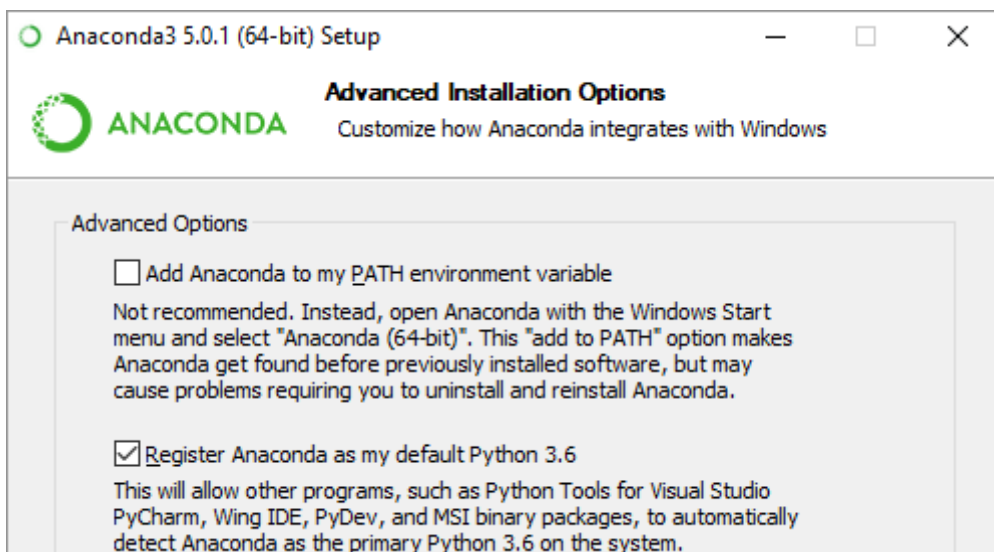 Anaconda3 5.0.1 (64-bit) Setup
ANACONDA
Advanced Installation Options
Customize how Anaconda integrates with Windows
Advanced Options
Add Anaconda to my PATH environment variable
Not recommended. Instead, open Anaconda with the Windows Start
menu and select "Anaconda (64-bit)". This "add to PATH" option makes
Anaconda get found before previously installed software, but may
cause problems requiring you to uninstall and reinstall Anaconda.
Register Anaconda as my default Python 3.6
This will allow other programs, such as Python Tools for Visual Studio
PyCharm, Wing IDE, PyDev, and MSI binary packages, to automatically
detect Anaconda as the primary Python 3.6 on the system.